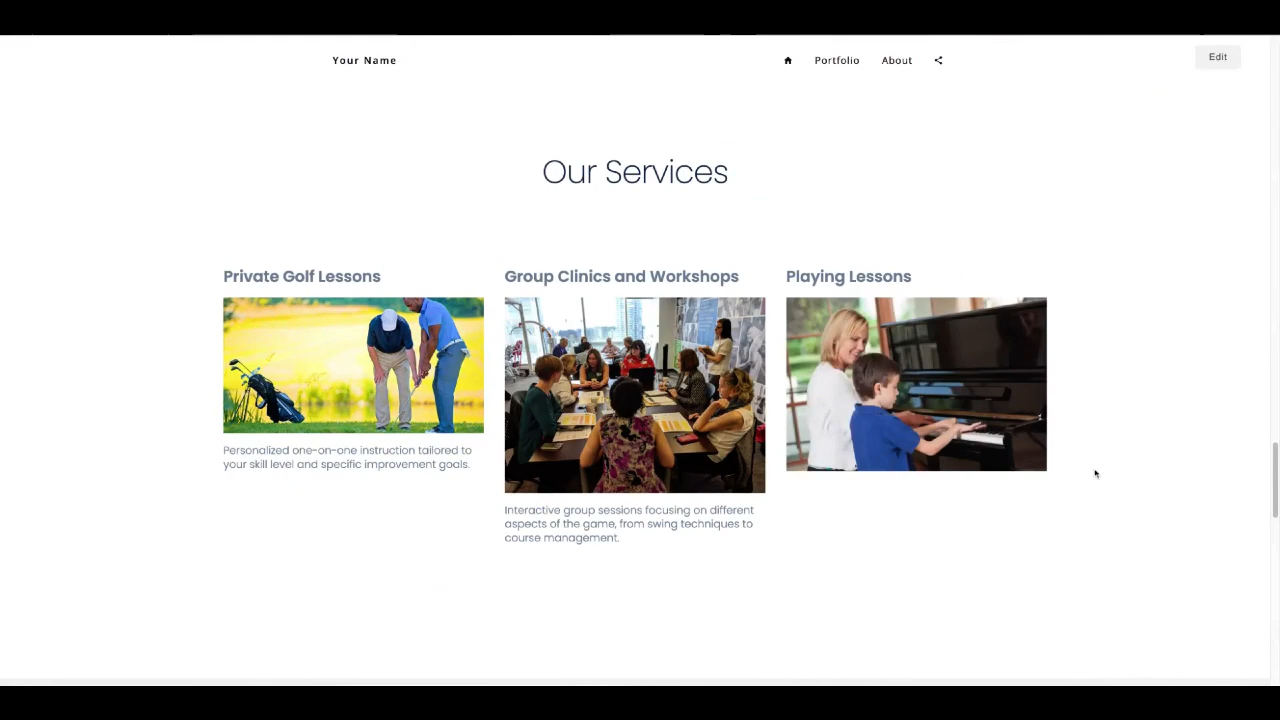 Your Name
Portfolio
About
Edit
Our Services
Private Golf Lessons
Group Clinics and Workshops
Playing Lessons
Personalized one-on-one instruction tailored to
your skill level and specific improvement goals.
Interactive group sessions focusing on different
aspects of the game, from swing techniques to
course management.